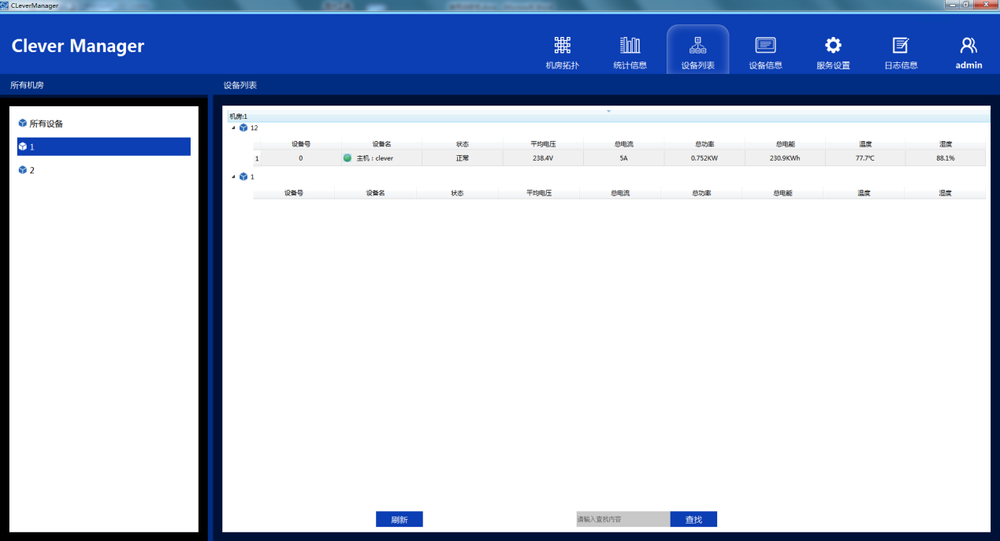 CLeverManager
Clever Manager
机房拓扑 统计信息 设备列表 设备信息 服务设置 日志信息 admin
所有机房 设备列表
所有设备
1
2
机房:1
12
设备号 设备名 状态 平均电压 总电流 总功率 总电能 温度 湿度
1 0 主机：clever 正常 238.4V 5A 0.752KW 230.9KWh 77.7℃ 88.1%
1
设备号 设备名 状态 平均电压 总电流 总功率 总电能 温度 湿度
刷新 请输入查找内容 查找